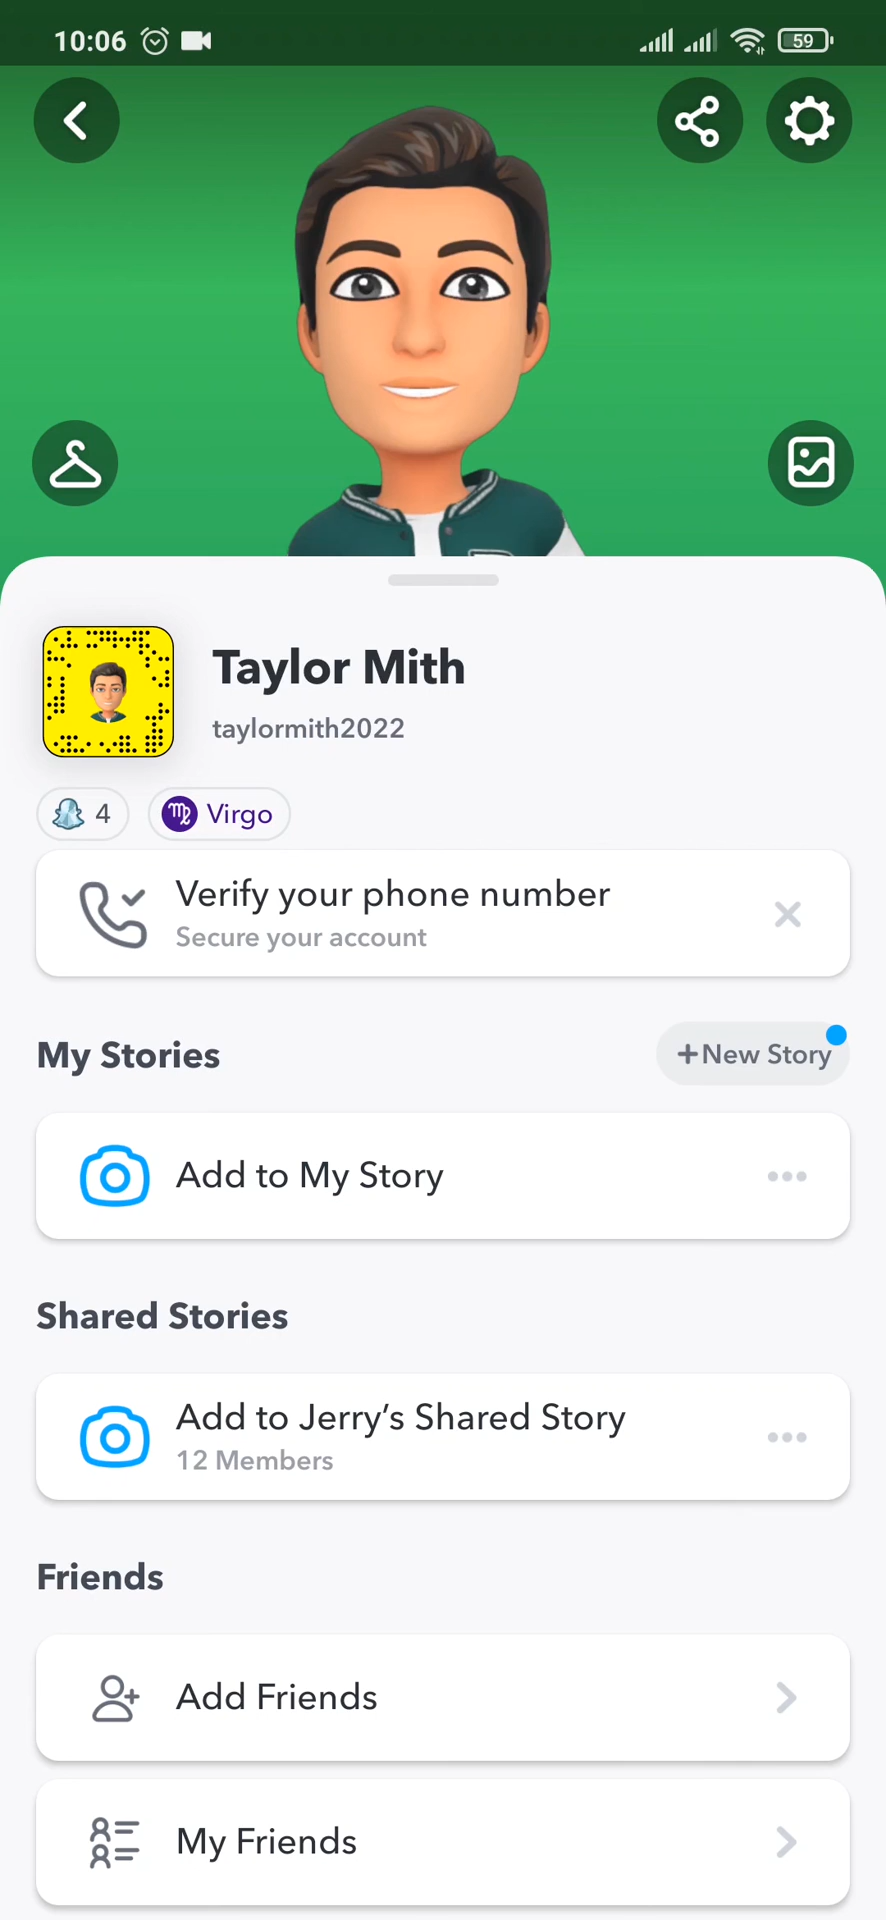 10:06
59
Taylor Mith
taylormith2022
4
Virgo
Verify your phone number
Secure your account
My Stories
+New Story
Add to My Story
Shared Stories
Add to Jerry’s Shared Story
12 Members
Friends
Add Friends
My Friends